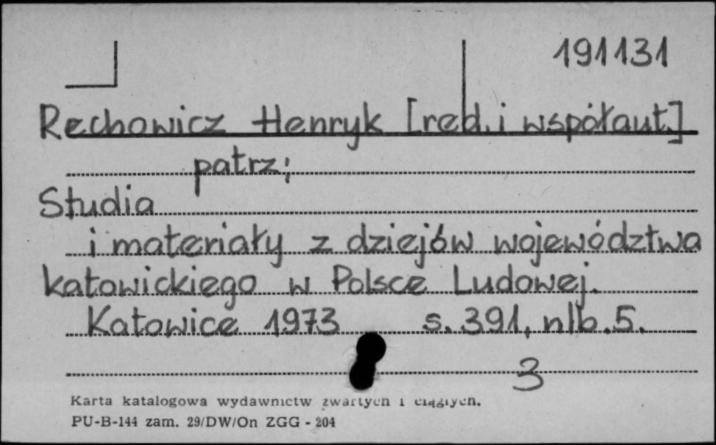 191131
Rechowicz Henryk [red. i współaut.]
patrz;
Studia
i materiały z dziejów województwa
katowickiego w Polsce Ludowej.
Katowice 1973 s. 391, nlb. 5.
3
Karta katalogowa wydawnictw zwartych i ciągłych.
PU-B-144 zam. 29/DW/On ZGG - 204